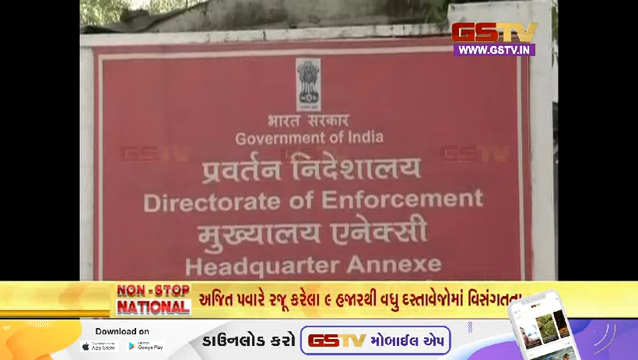 GSTV
WWW.GSTV.IN
भारत सरकार
Government of India
प्रवर्तन निदेशालय
Directorate of Enforcement
मुख्यालय एनेक्सी
Headquarter Annexe
GSTV GSTV
NON-STOP
NATIONAL
અજિત પવારે રજૂ કરેલા ૯ હજારથી વધુ દસ્તાવેજોમાં વિસંગતતા
Download on
App Store Google Play
ડાઉનલોડ કરો GSTV મોબાઈલ એપ